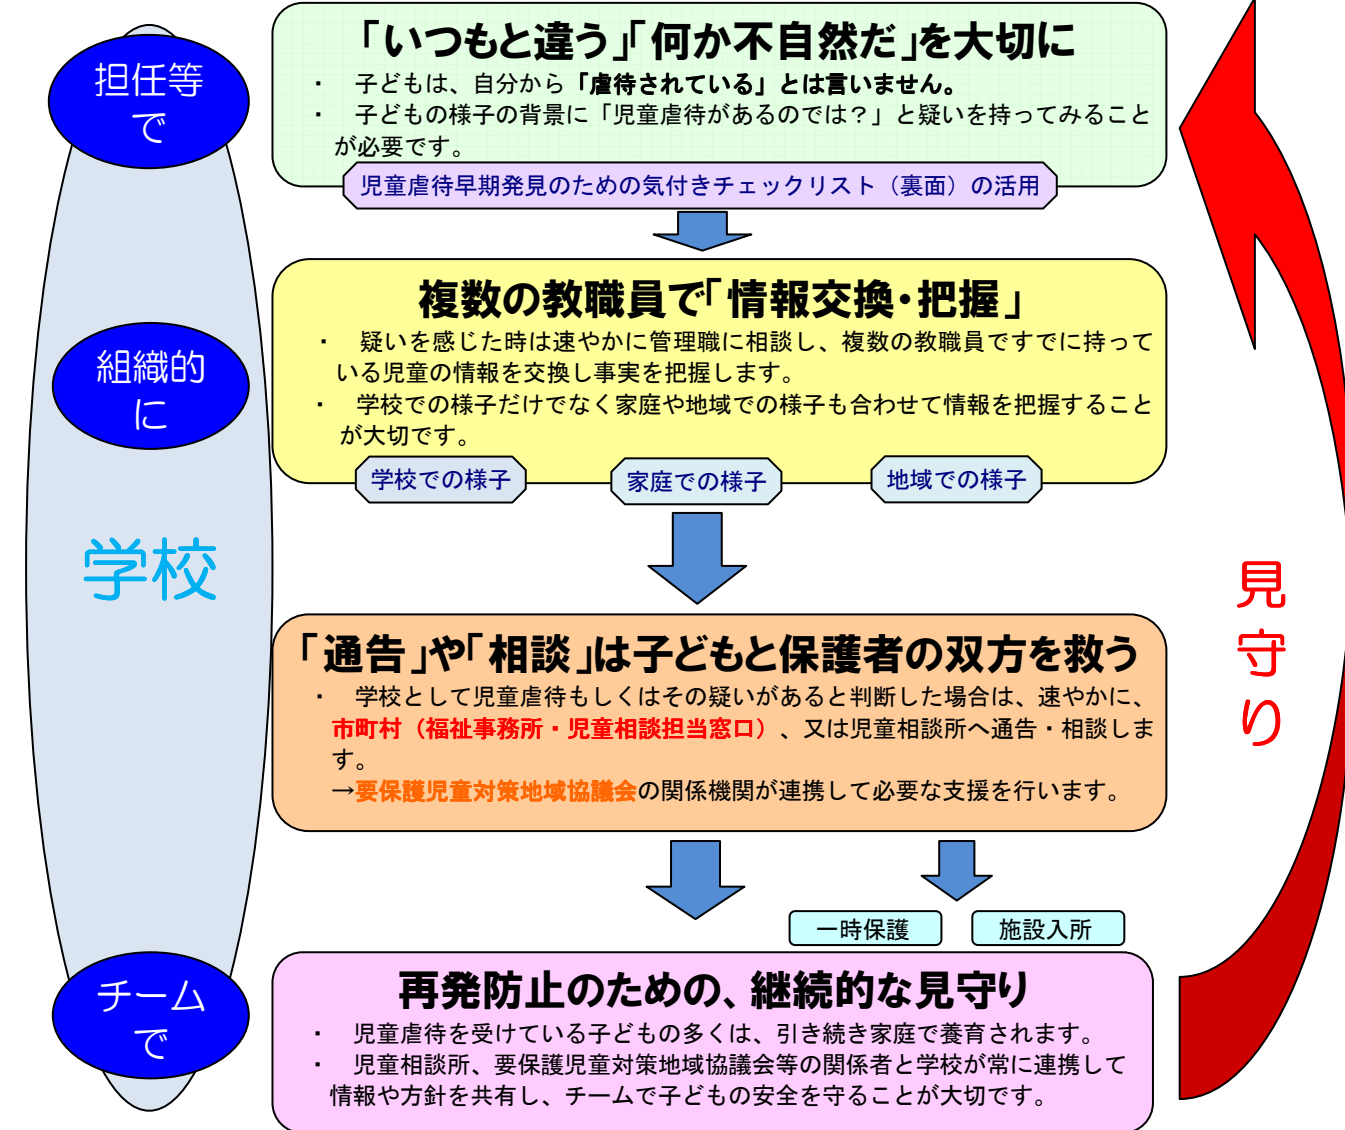 担任等
で
「いつもと違う」「何か不自然だ」を大切に
・　子どもは、自分から「虐待されている」とは言いません。
・　子どもの様子の背景に「児童虐待があるのでは？」と疑いを持ってみること
が必要です。
児童虐待早期発見のための気付きチェックリスト（裏面）の活用
組織的
に
複数の教職員で「情報交換・把握」
・　疑いを感じた時は速やかに管理職に相談し、複数の教職員ですでに持って
いる児童の情報を交換し事実を把握します。
・　学校での様子だけでなく家庭や地域での様子も合わせて情報を把握すること
が大切です。
学校での様子
家庭での様子
地域での様子
学校
「通告」や「相談」は子どもと保護者の双方を救う
・　学校として児童虐待もしくはその疑いがあると判断した場合は、速やかに、
市町村（福祉事務所・児童相談担当窓口）、又は児童相談所へ通告・相談しま
す。
→要保護児童対策地域協議会の関係機関が連携して必要な支援を行います。
一時保護
施設入所
チーム
で
再発防止のための、継続的な見守り
・　児童虐待を受けている子どもの多くは、引き続き家庭で養育されます。
・　児童相談所、要保護児童対策地域協議会等の関係者と学校が常に連携して
情報や方針を共有し、チームで子どもの安全を守ることが大切です。
見守り